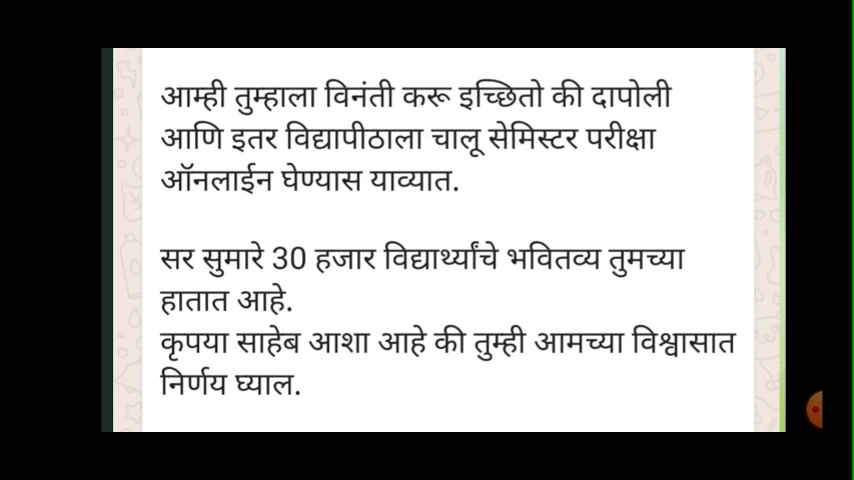 आम्ही तुम्हाला विनंती करू इच्छितो की दापोली
आणि इतर विद्यापीठाला चालू सेमिस्टर परीक्षा
ऑनलाईन घेण्यास याव्यात.
सर सुमारे 30 हजार विद्यार्थ्यांचे भवितव्य तुमच्या
हातात आहे.
कृपया साहेब आशा आहे की तुम्ही आमच्या विश्वासात
निर्णय घ्याल.